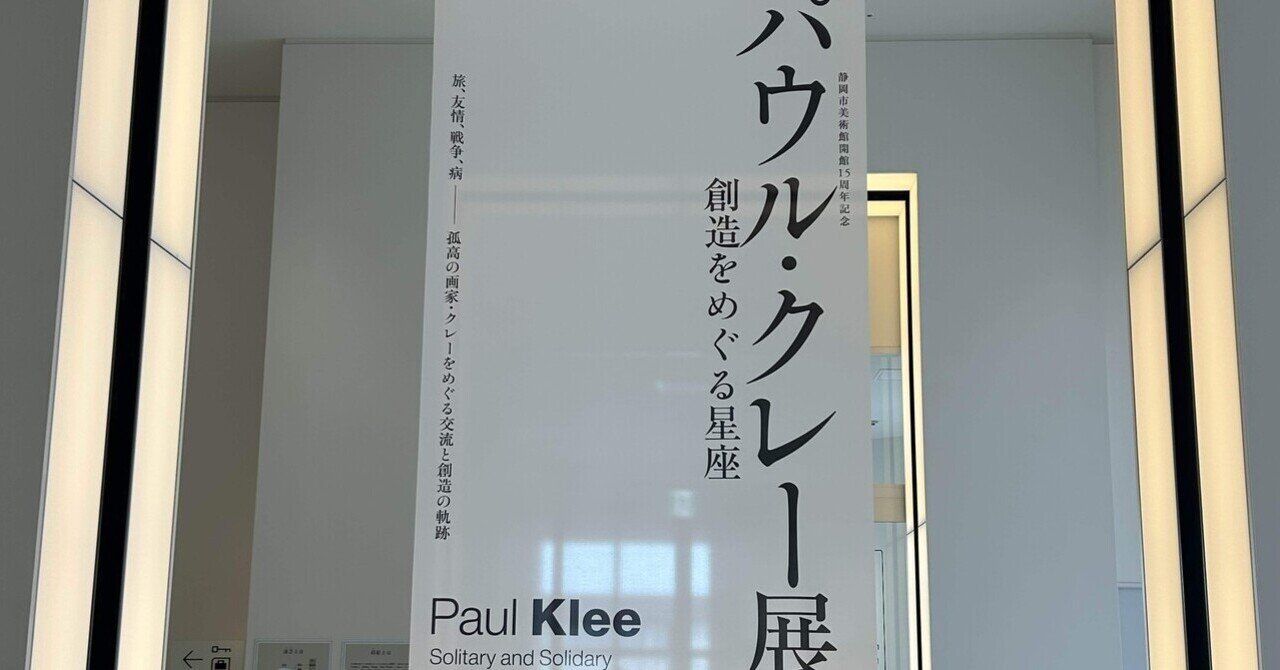 静岡市美術館開館15周年記念
パウル・クレー展
創造をめぐる星座
旅、友情、戦争、病──孤高の画家・クレーをめぐる交流と創造の軌跡
Paul Klee
Solitary and Solidary